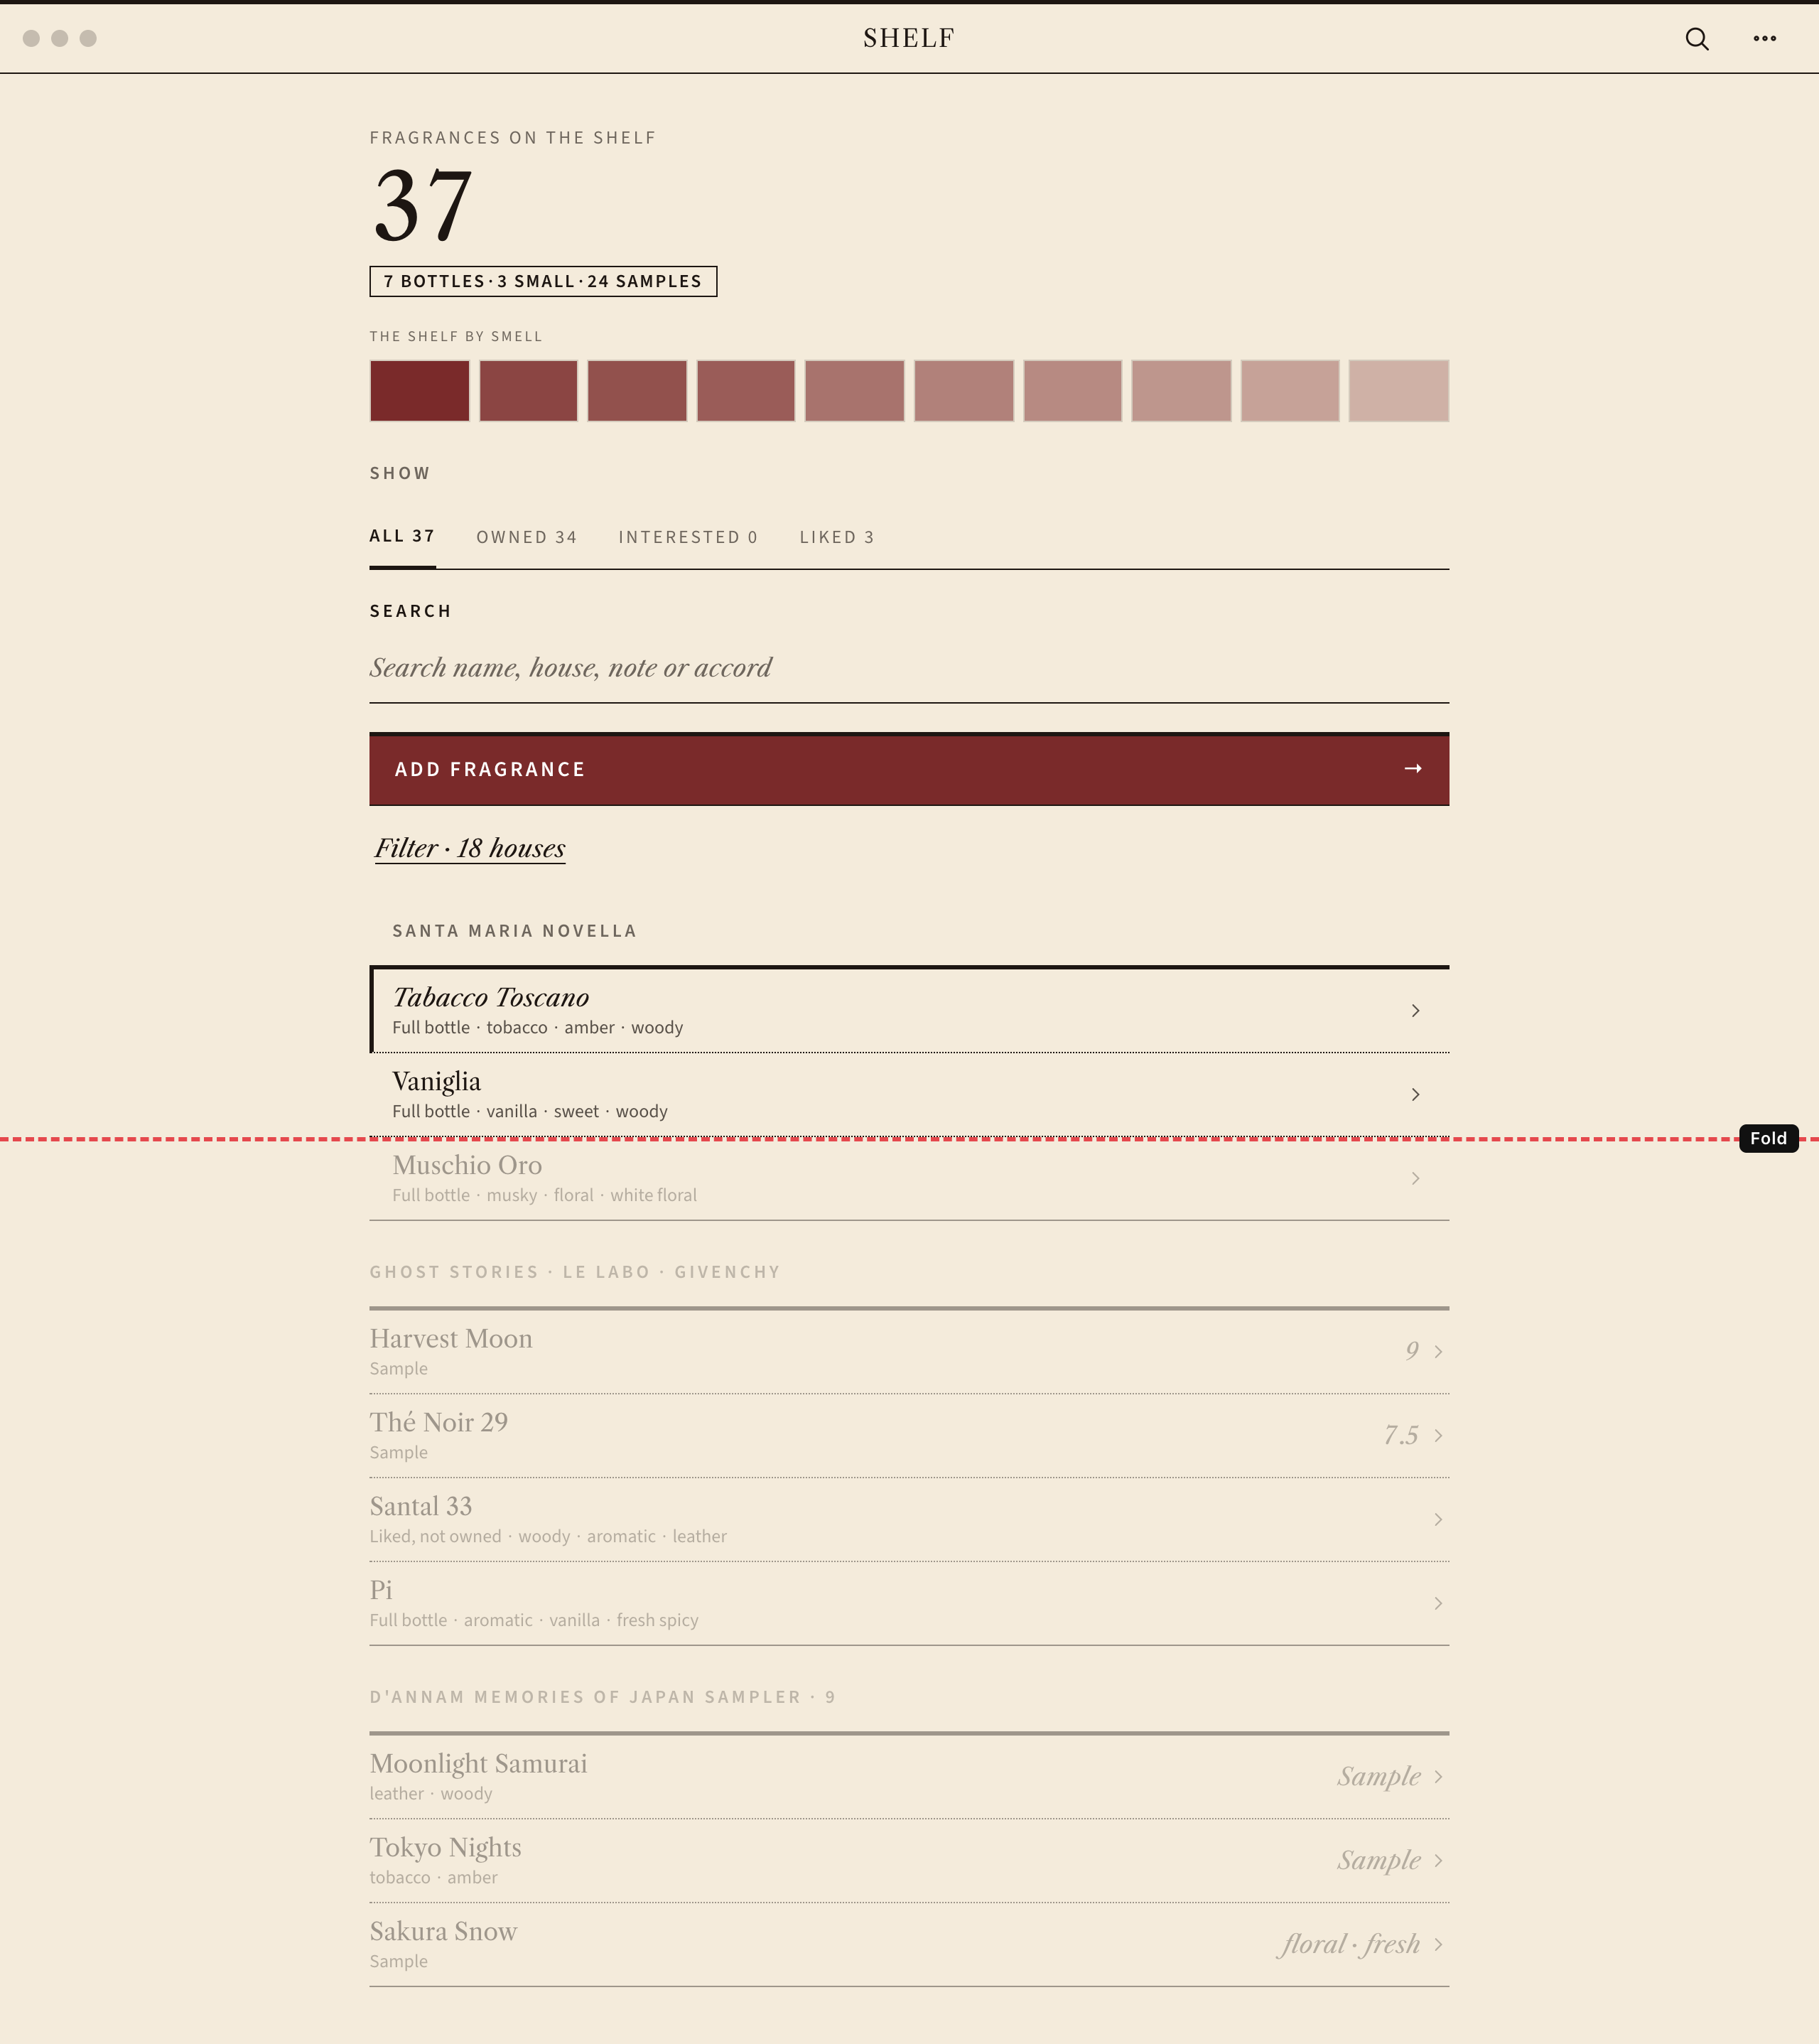 SHELF
FRAGRANCES ON THE SHELF
37
7 BOTTLES · 3 SMALL · 24 SAMPLES
THE SHELF BY SMELL
SHOW
ALL 37 OWNED 34 INTERESTED 0 LIKED 3
SEARCH
Search name, house, note or accord
ADD FRAGRANCE →
Filter · 18 houses
SANTA MARIA NOVELLA
Tabacco Toscano
Full bottle · tobacco · amber · woody
Vaniglia
Full bottle · vanilla · sweet · woody
Fold
Muschio Oro
Full bottle · musky · floral · white floral
GHOST STORIES · LE LABO · GIVENCHY
Harvest Moon
Sample
9
Thé Noir 29
Sample
7.5
Santal 33
Liked, not owned · woody · aromatic · leather
Pi
Full bottle · aromatic · vanilla · fresh spicy
D'ANNAM MEMORIES OF JAPAN SAMPLER · 9
Moonlight Samurai
leather · woody
Sample
Tokyo Nights
tobacco · amber
Sample
Sakura Snow
Sample
floral · fresh